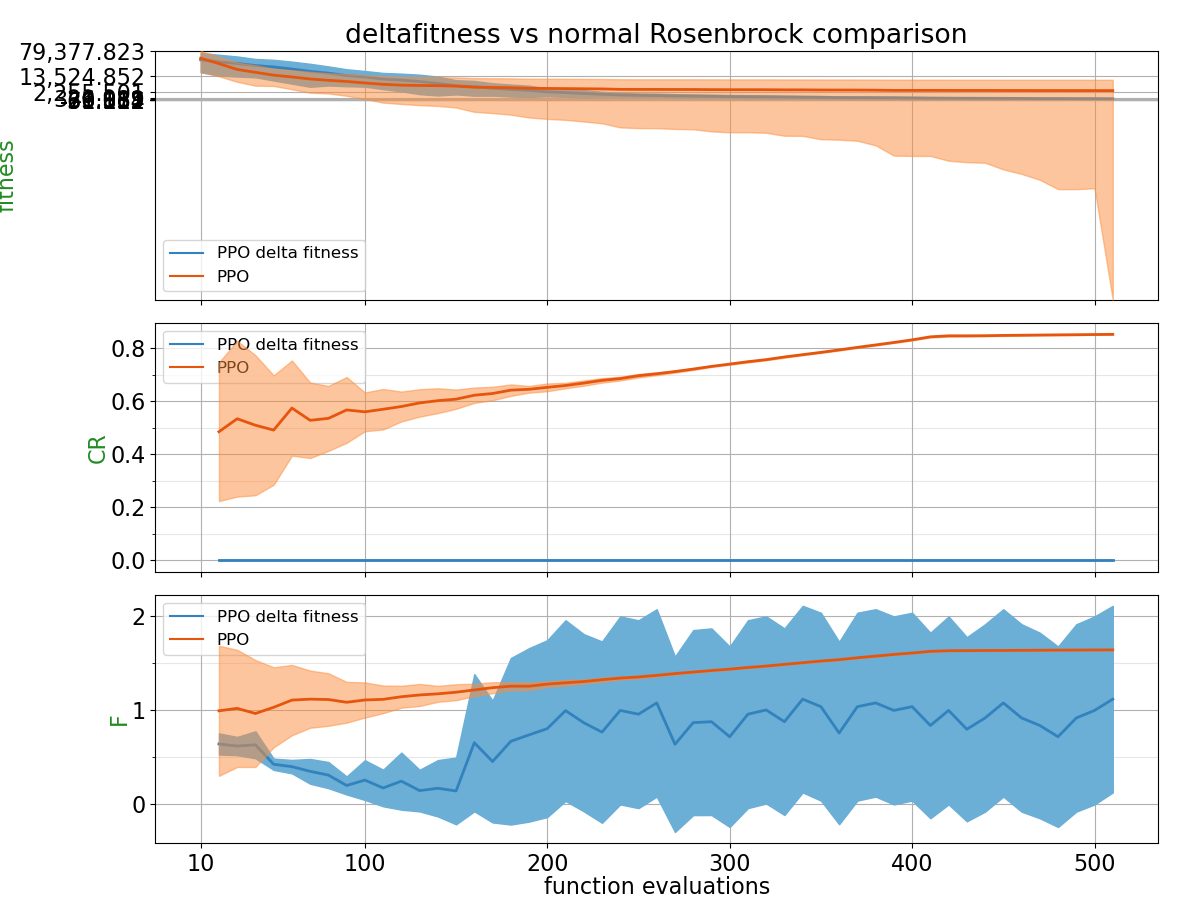 deltafitness vs normal Rosenbrock comparison
79,377.823
13,524.852
fitness
PPO delta fitness
PPO
PPO delta fitness
PPO
0.8
0.6
0.4
0.2
0.0
CR
PPO delta fitness
PPO
2
1
0
F
10 100 200 300 400 500
function evaluations